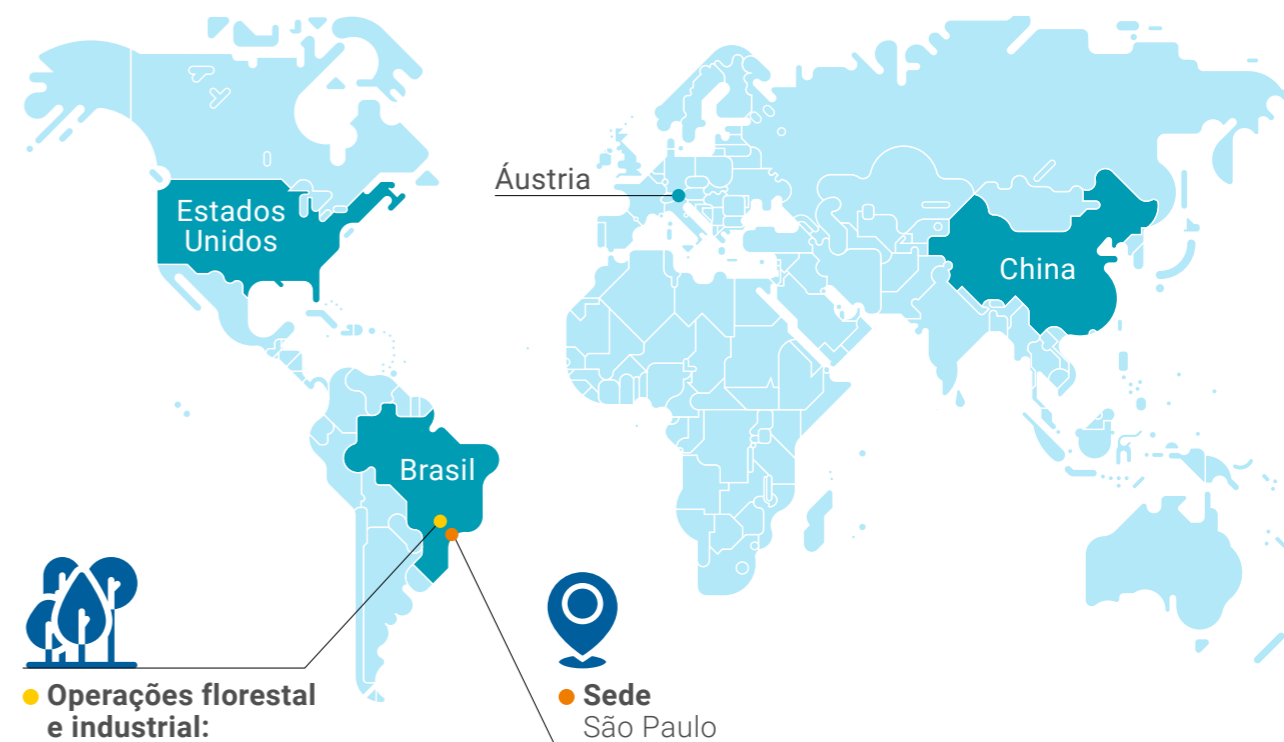 Áustria
Estados
Unidos
China
Brasil
Operações florestal
e industrial:
Sede
São Paulo